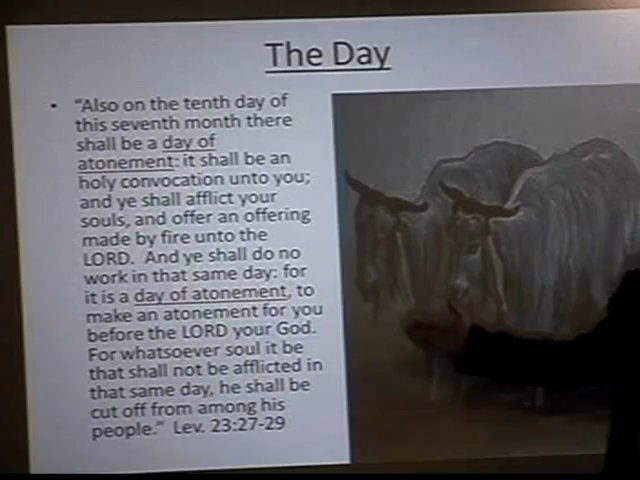 The Day
• "Also on the tenth day of
this seventh month there
shall be a day of
atonement: it shall be an
holy convocation unto you;
and ye shall afflict your
souls, and offer an offering
made by fire unto the
LORD.  And ye shall do no
work in that same day: for
it is a day of atonement, to
make an atonement for you
before the LORD your God.
For whatsoever soul it be
that shall not be afflicted in
that same day, he shall be
cut off from among his
people."  Lev. 23:27-29